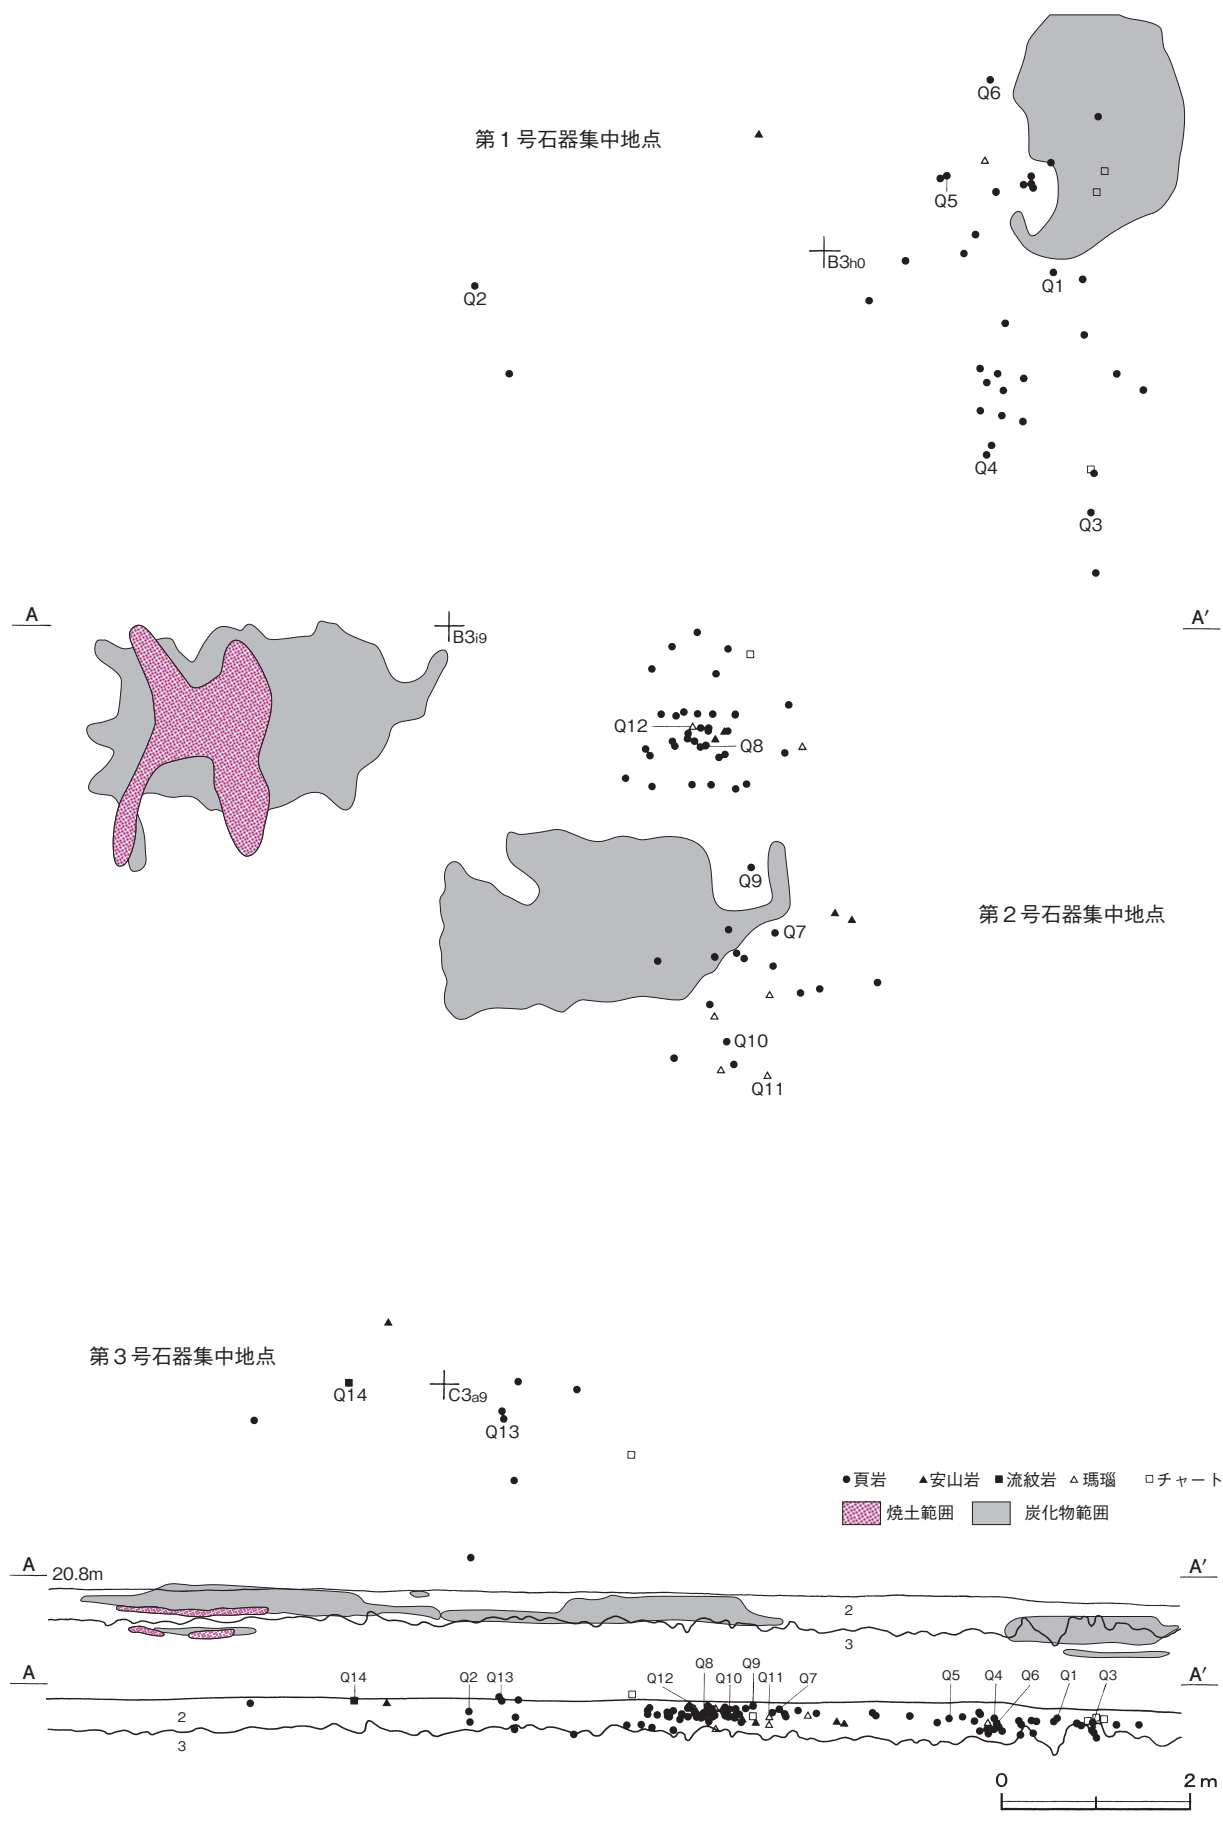 Q6
第1号石器集中地点
Q5
B3h0
Q1
Q2
Q4
Q3
A A′
B3i9
Q12
Q8
Q9
第2号石器集中地点
Q7
Q10
Q11
第3号石器集中地点
Q14
C3a9
Q13
頁岩 安山岩 流紋岩 瑪瑙 チャート
焼土範囲 炭化物範囲
A 20.8m A′
2
3
A Q14 Q2 Q13 Q12 Q8 Q10 Q9 Q11 Q7 Q5 Q4 Q6 Q1 Q3 A′
2
3
0 2m